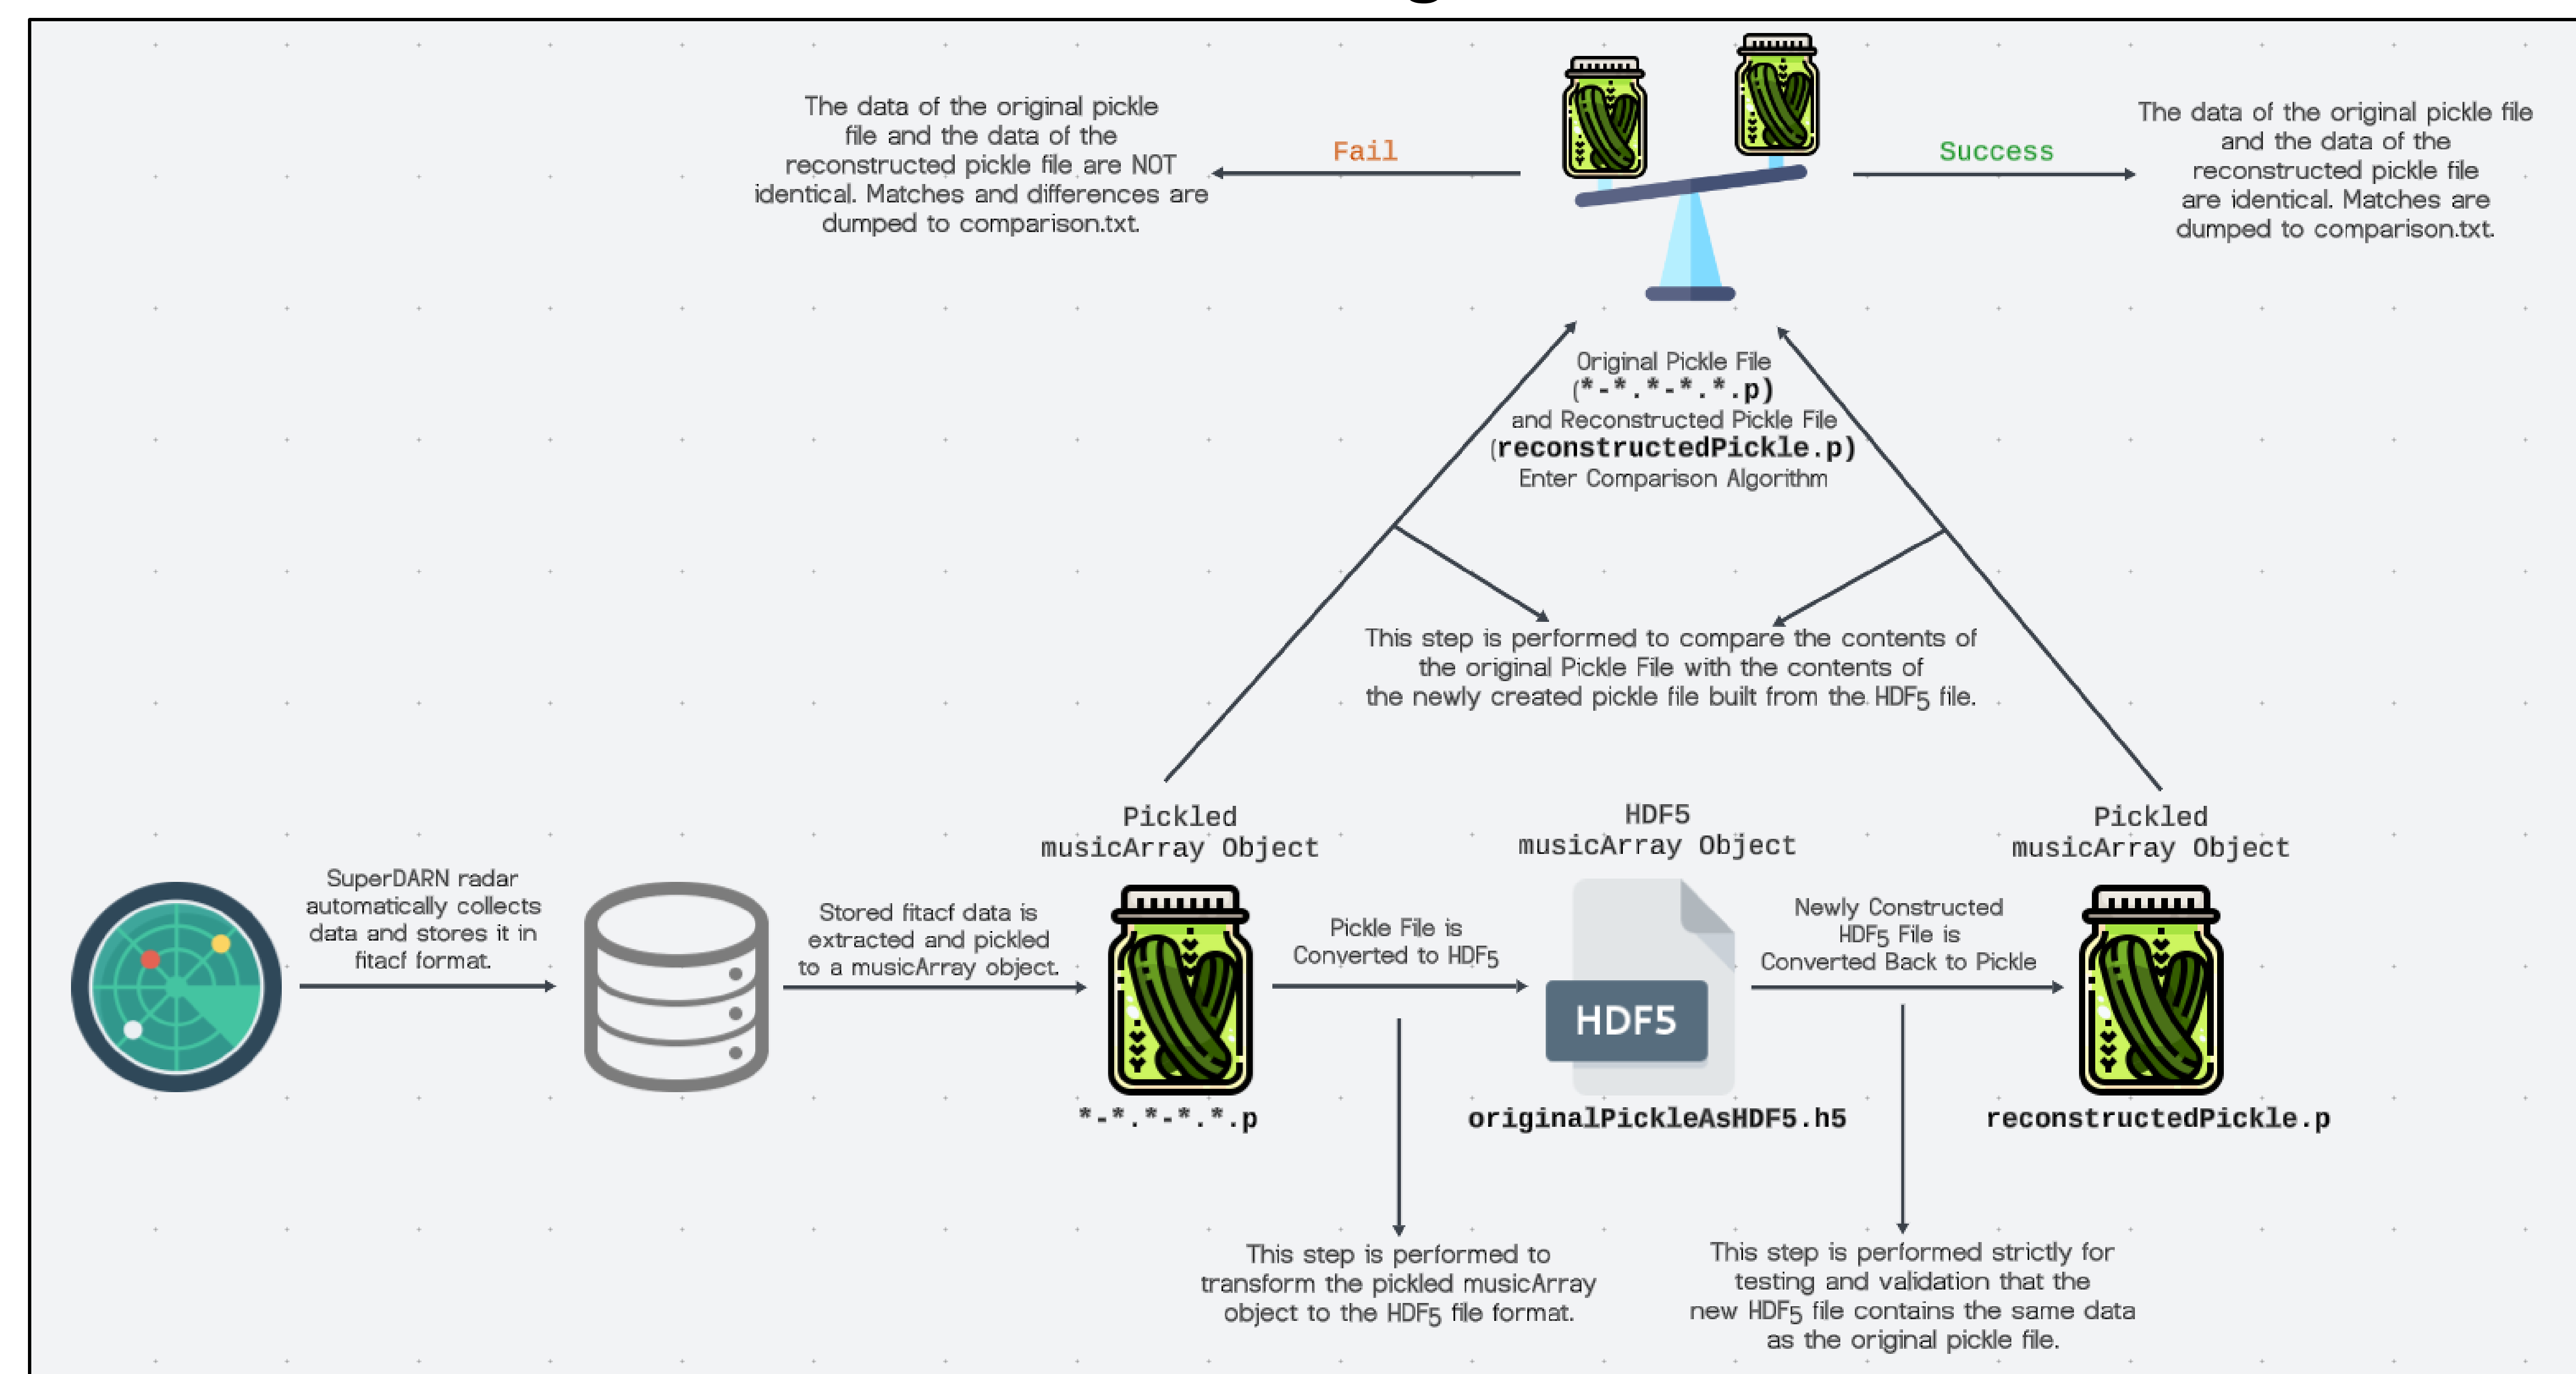 The data of the original pickle
file and the data of the
reconstructed pickle file are NOT
identical. Matches and differences are
dumped to comparison.txt.
Fail
Success
The data of the original pickle file
and the data of the
reconstructed pickle file
are identical. Matches are
dumped to comparison.txt.
Original Pickle File
(*-*.*-*.*.p)
and Reconstructed Pickle File
(reconstructedPickle.p)
Enter Comparison Algorithm
This step is performed to compare the contents of
the original Pickle File with the contents of
the newly created pickle file built from the HDF5 file.
SuperDARN radar
automatically collects
data and stores it in
fitacf format.
Stored fitacf data is
extracted and pickled
to a musicArray object.
Pickled
musicArray Object
*-*.*-*.*.p
Pickle File is
Converted to HDF5
HDF5
musicArray Object
HDF5
originalPickleAsHDF5.h5
Newly Constructed
HDF5 File is
Converted Back to Pickle
Pickled
musicArray Object
reconstructedPickle.p
This step is performed to
transform the pickled musicArray
object to the HDF5 file format.
This step is performed strictly for
testing and validation that the
new HDF5 file contains the same data
as the original pickle file.